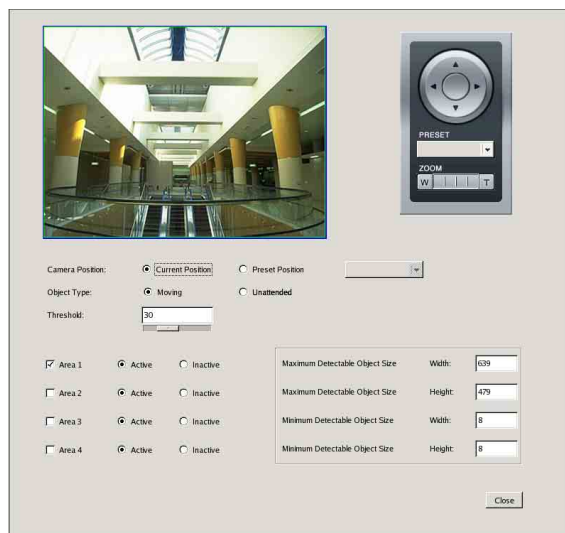 PRESET
ZOOM
W T
Camera Position: Current Position Preset Position
Object Type: Moving Unattended
Threshold: 30
Area 1 Active Inactive
Area 2 Active Inactive
Area 3 Active Inactive
Area 4 Active Inactive
Maximum Detectable Object Size Width: 639
Maximum Detectable Object Size Height: 479
Minimum Detectable Object Size Width: 8
Minimum Detectable Object Size Height: 8
Close